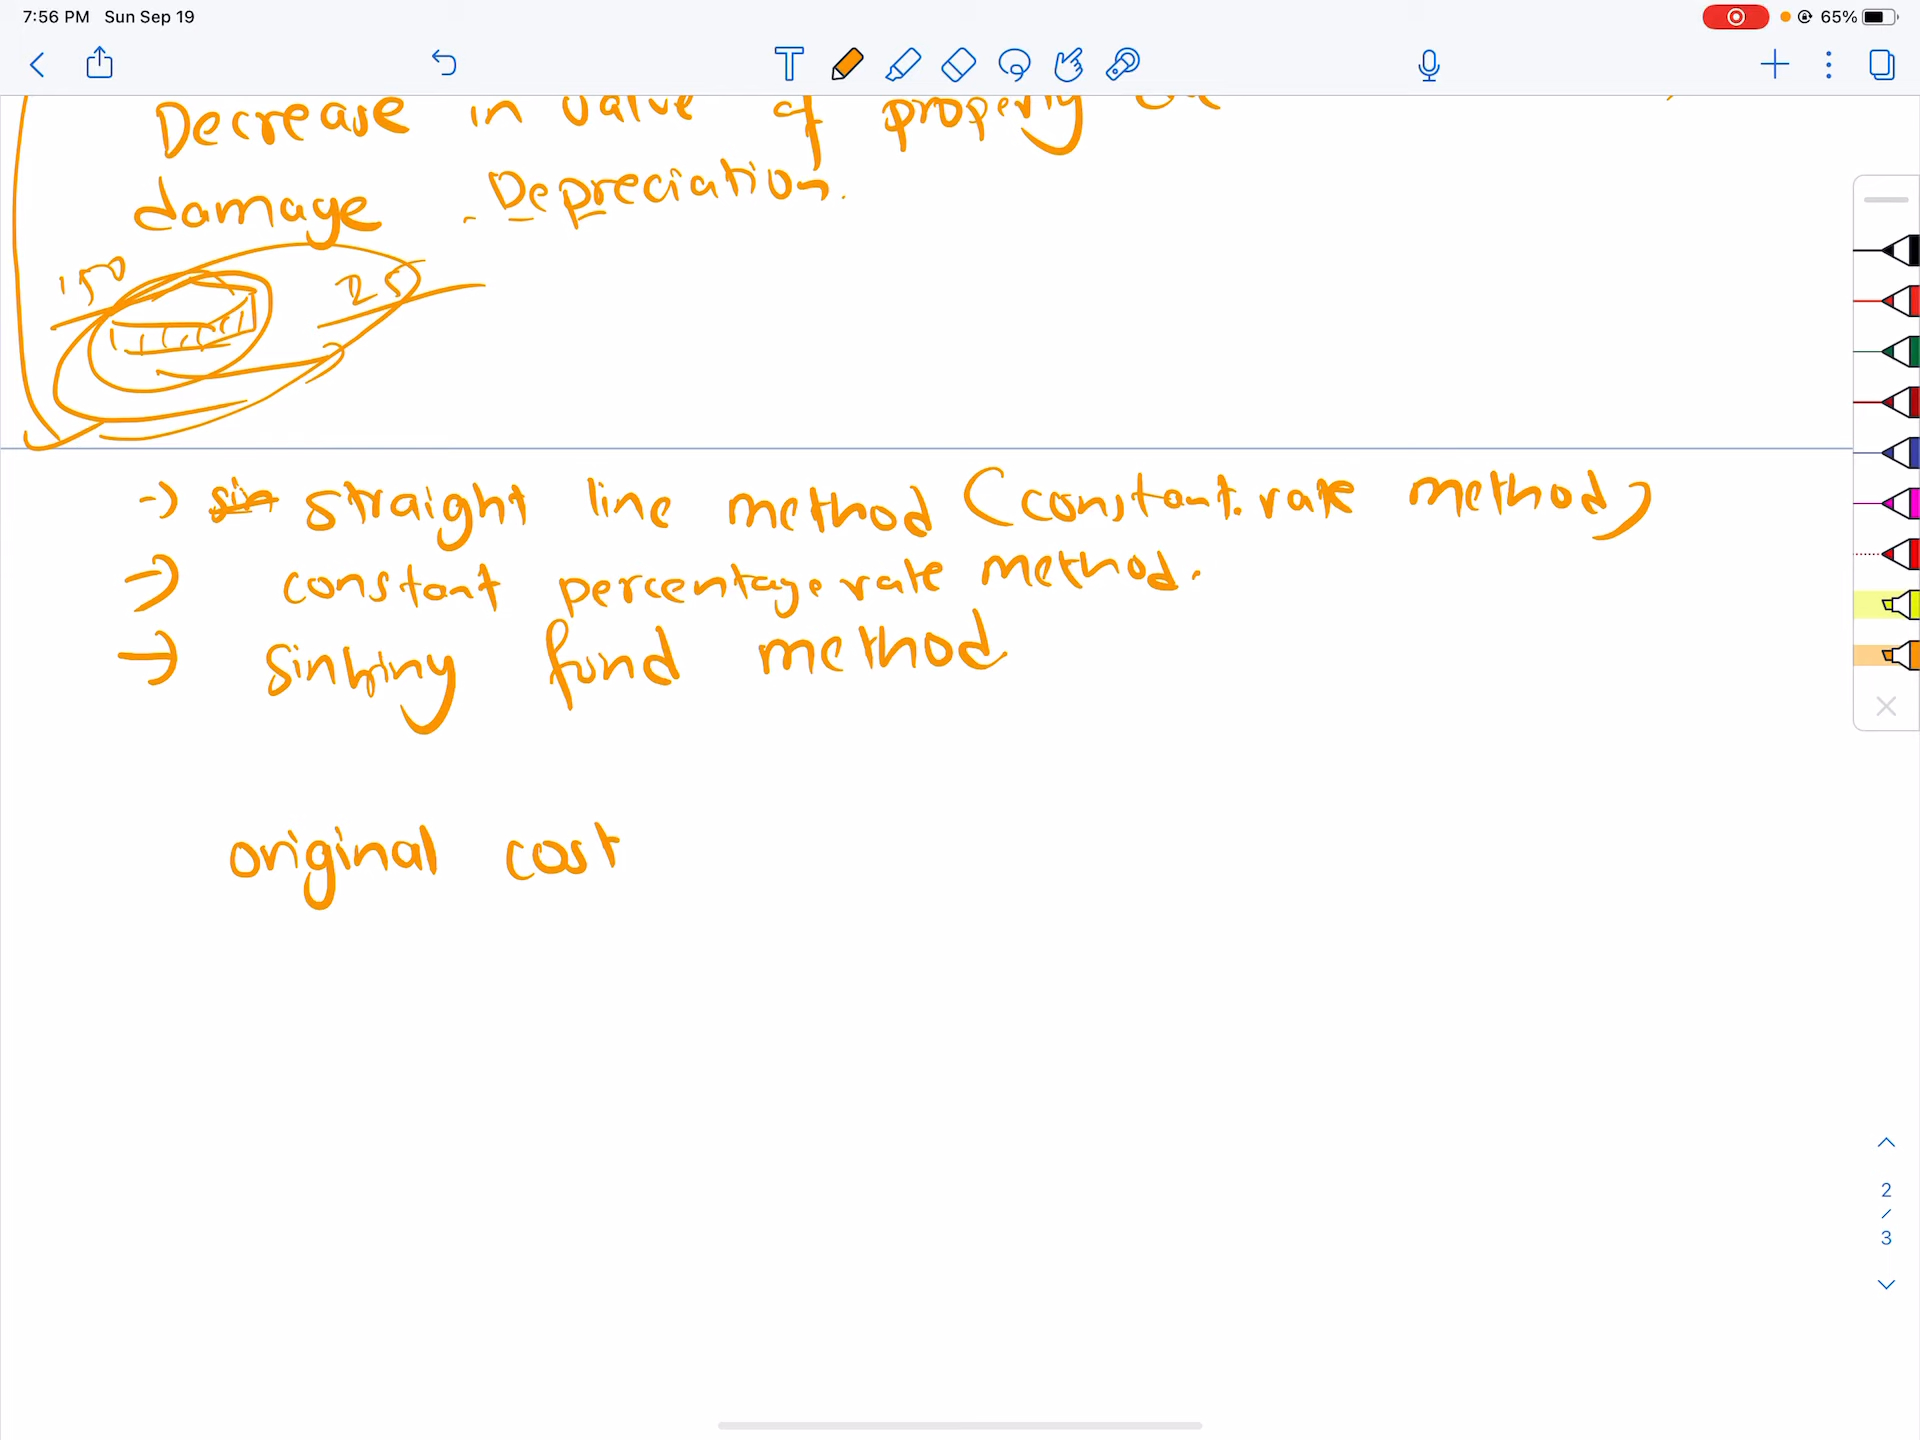 7:56 PM Sun Sep 19
65%
Decrease in value of property
damage - Depreciation.
150
25
-> straight line method (constant rate method)
-> constant percentage rate method.
-> Sinking fund method
original cost
2
/
3